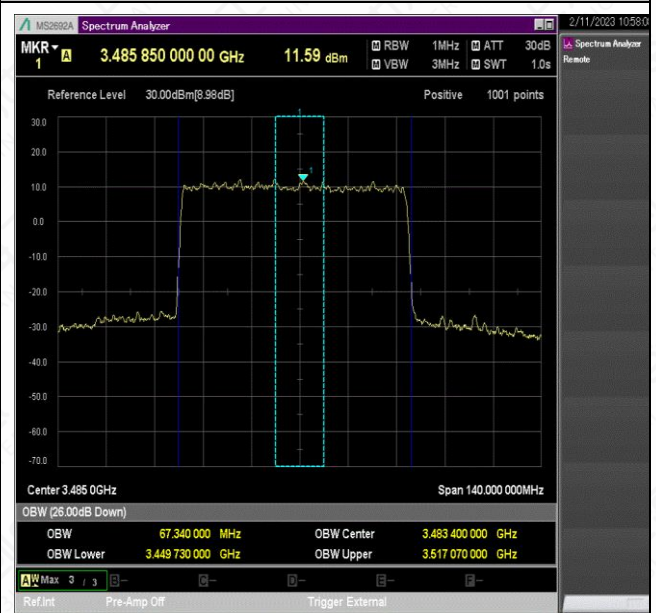 MS2692A Spectrum Analyzer
2/11/2023 10:58:0
MKR 1 A 3.485 850 000 00 GHz 11.59 dBm
M RBW 1MHz M ATT 30dB
M VBW 3MHz M SWT 1.0s
Spectrum Analyzer
Remote
Reference Level 30.00dBm[8.98dB] Positive 1001 points
1
30.0
20.0
1
10.0
0.0
-10.0
-20.0
-30.0
-40.0
-50.0
-60.0
-70.0
Center 3.485 0GHz Span 140.000 000MHz
OBW (26.00dB Down)
OBW 67.340 000 MHz OBW Center 3.483 400 000 GHz
OBW Lower 3.449 730 000 GHz OBW Upper 3.517 070 000 GHz
A W Max 3 / 3 B- C- D- E- F-
Ref.Int Pre-Amp Off Trigger External